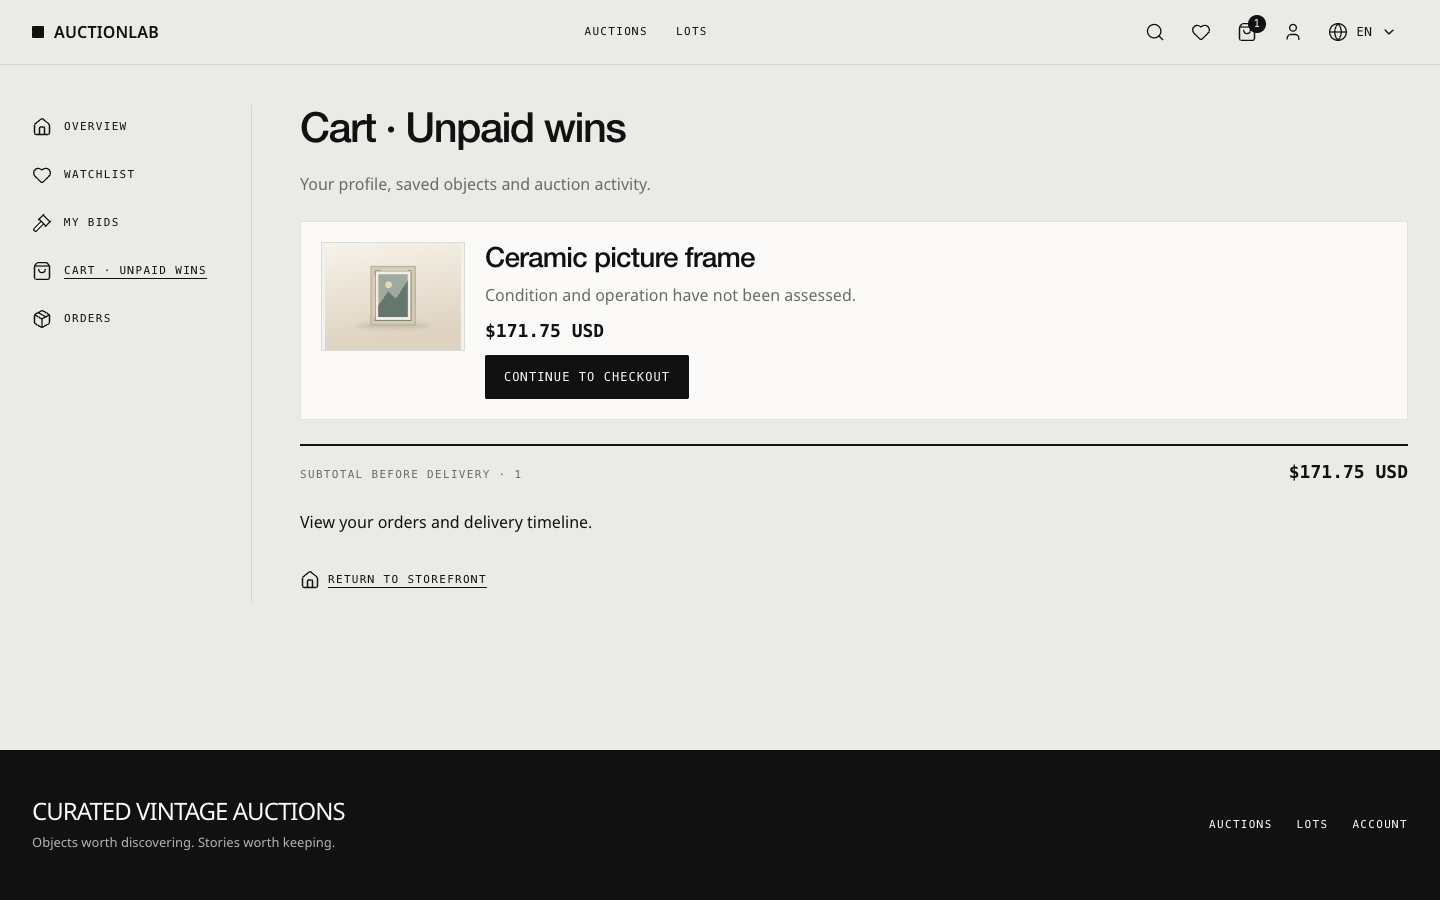 AUCTIONLAB
AUCTIONS
LOTS
1
EN
OVERVIEW
WATCHLIST
MY BIDS
CART · UNPAID WINS
ORDERS
Cart · Unpaid wins
Your profile, saved objects and auction activity.
Ceramic picture frame
Condition and operation have not been assessed.
$171.75 USD
CONTINUE TO CHECKOUT
SUBTOTAL BEFORE DELIVERY · 1
$171.75 USD
View your orders and delivery timeline.
RETURN TO STOREFRONT
CURATED VINTAGE AUCTIONS
Objects worth discovering. Stories worth keeping.
AUCTIONS
LOTS
ACCOUNT